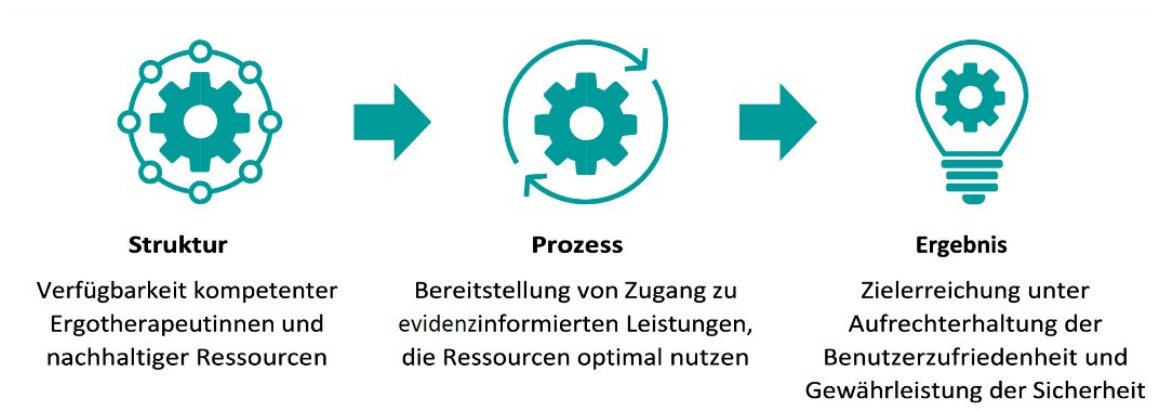 Struktur
Verfügbarkeit kompetenter
Ergotherapeutinnen und
nachhaltiger Ressourcen
Prozess
Bereitstellung von Zugang zu
evidenzinformierten Leistungen,
die Ressourcen optimal nutzen
Ergebnis
Zielerreichung unter
Aufrechterhaltung der
Benutzerzufriedenheit und
Gewährleistung der Sicherheit